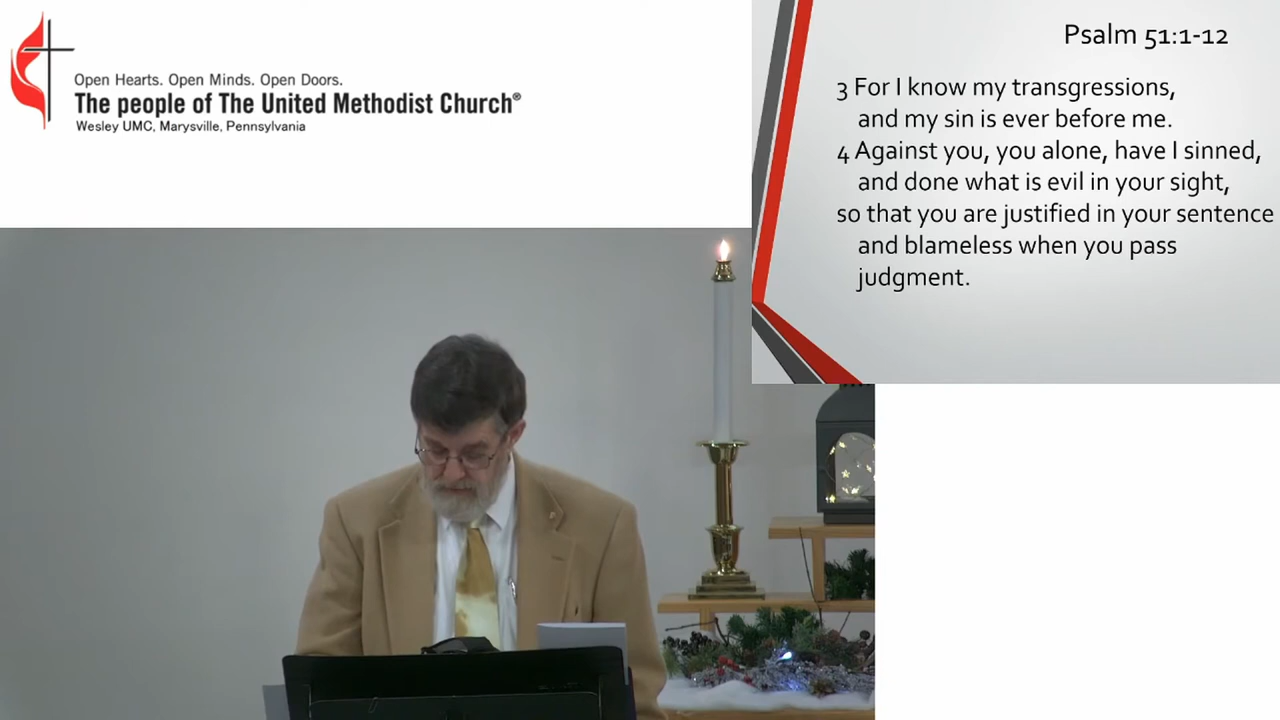 Open Hearts. Open Minds. Open Doors.
The people of The United Methodist Church®
Wesley UMC, Marysville, Pennsylvania
Psalm 51:1-12
3 For I know my transgressions,
and my sin is ever before me.
4 Against you, you alone, have I sinned,
and done what is evil in your sight,
so that you are justified in your sentence
and blameless when you pass
judgment.